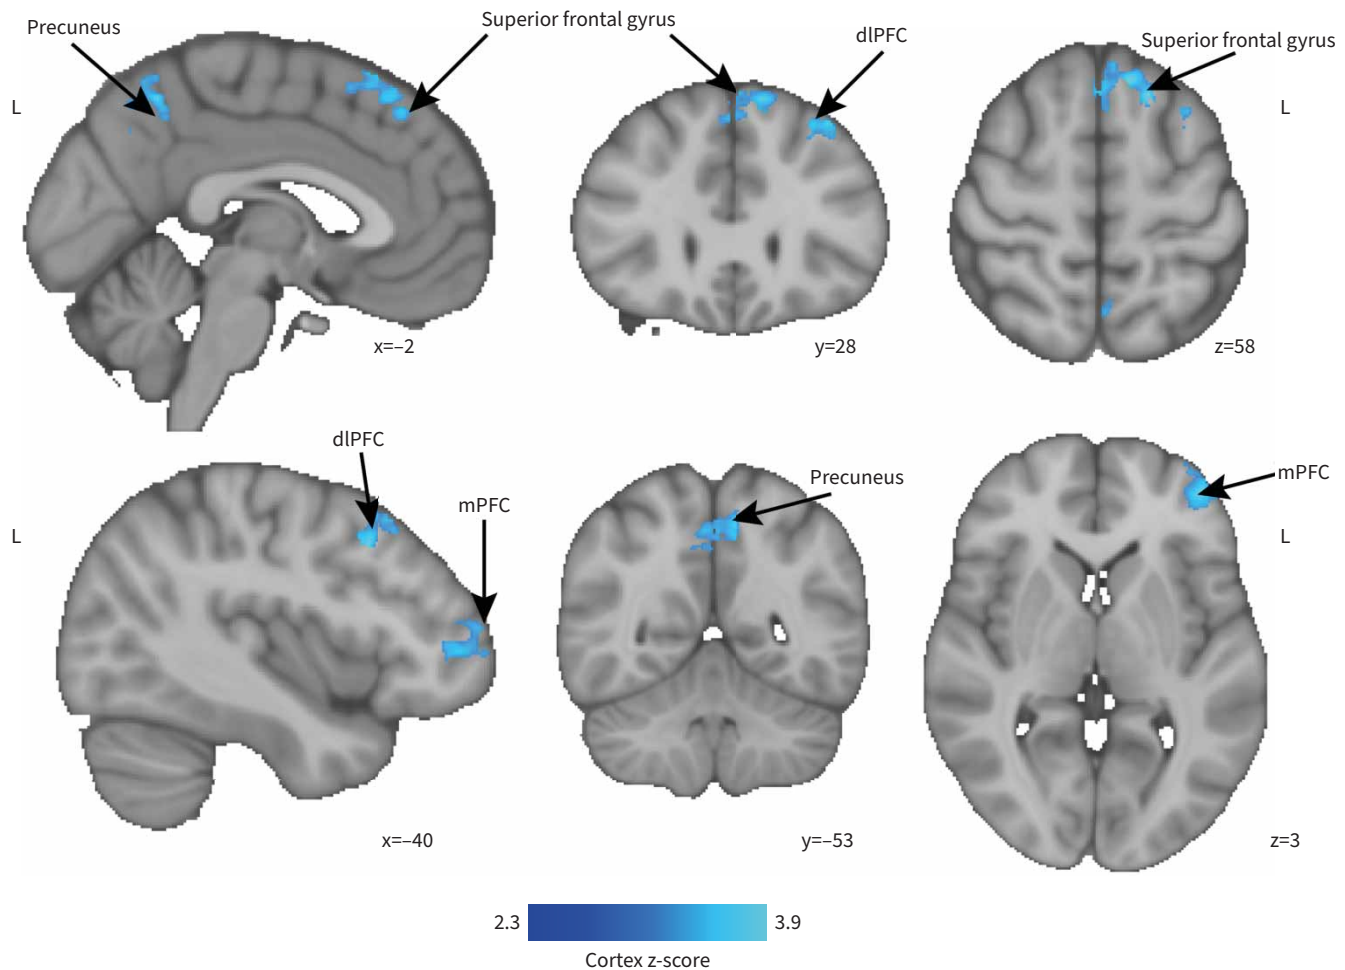 Precuneus
Superior frontal gyrus
dlPFC
Superior frontal gyrus
L
L
x=–2
y=28
z=58
dlPFC
mPFC
Precuneus
mPFC
L
L
x=–40
y=–53
z=3
2.3
3.9
Cortex z-score